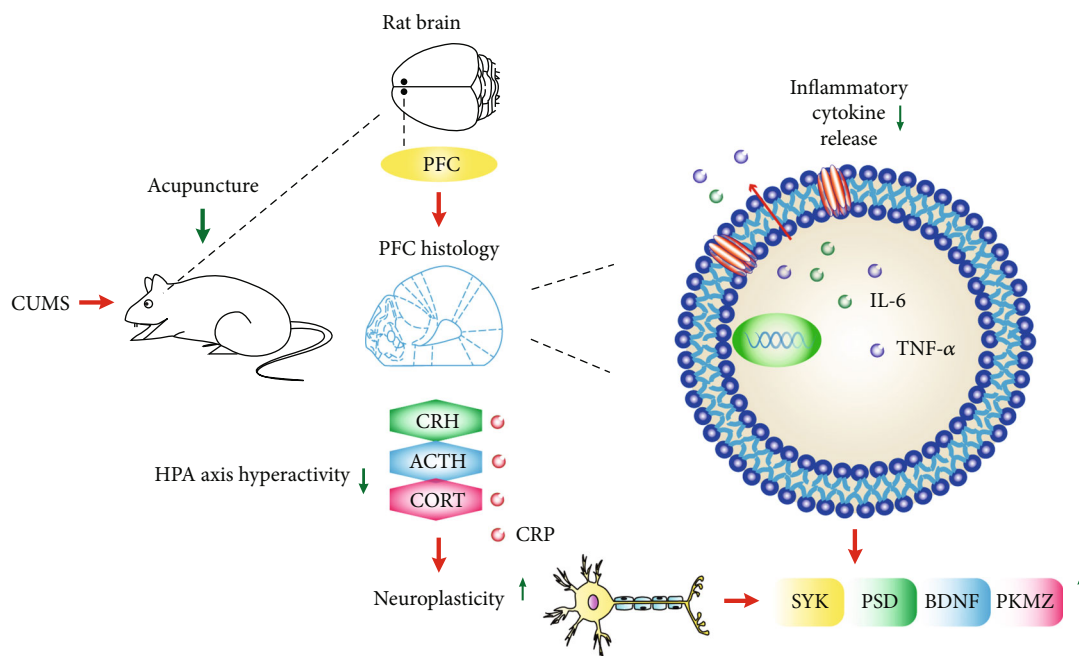 Rat brain
PFC
Acupuncture
PFC histology
CUMS
CRH
ACTH
CORT
HPA axis hyperactivity
CRP
Neuroplasticity
Inflammatory
cytokine
release
IL-6
TNF-α
SYK
PSD
BDNF
PKMZ